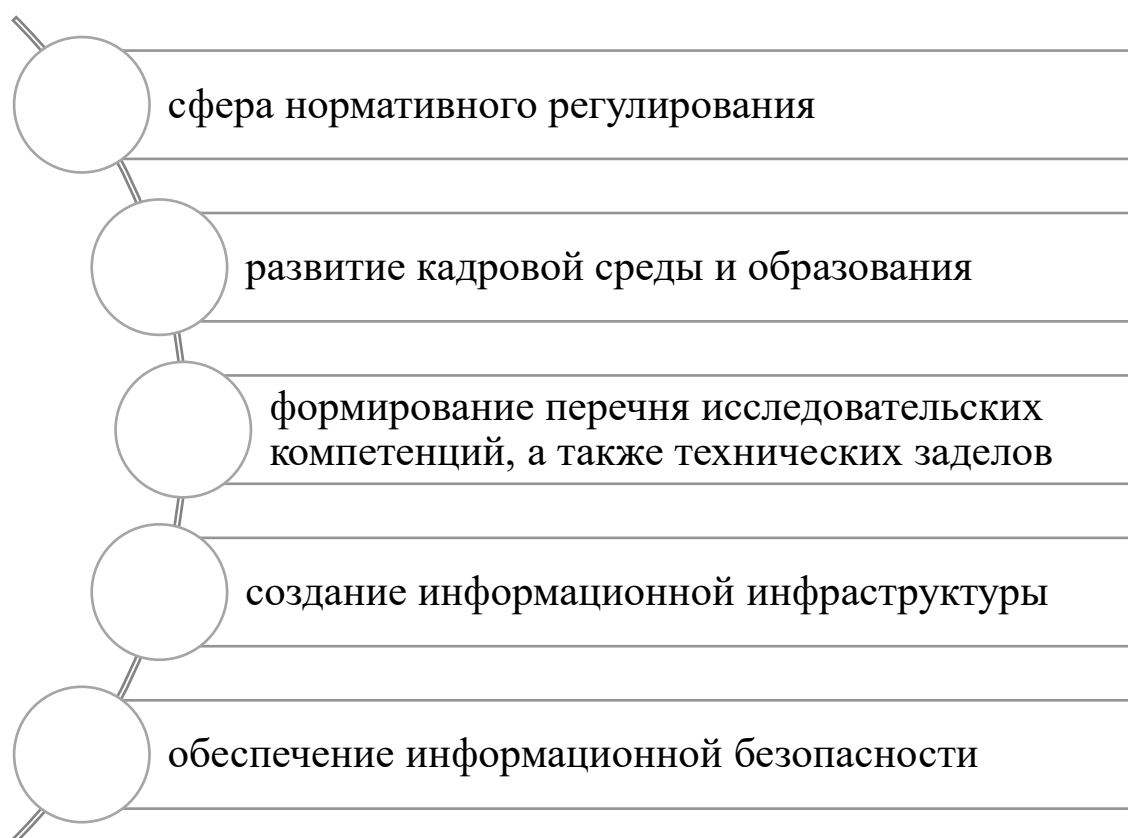 сфера нормативного регулирования
развитие кадровой среды и образования
формирование перечня исследовательских
компетенций, а также технических заделов
создание информационной инфраструктуры
обеспечение информационной безопасности